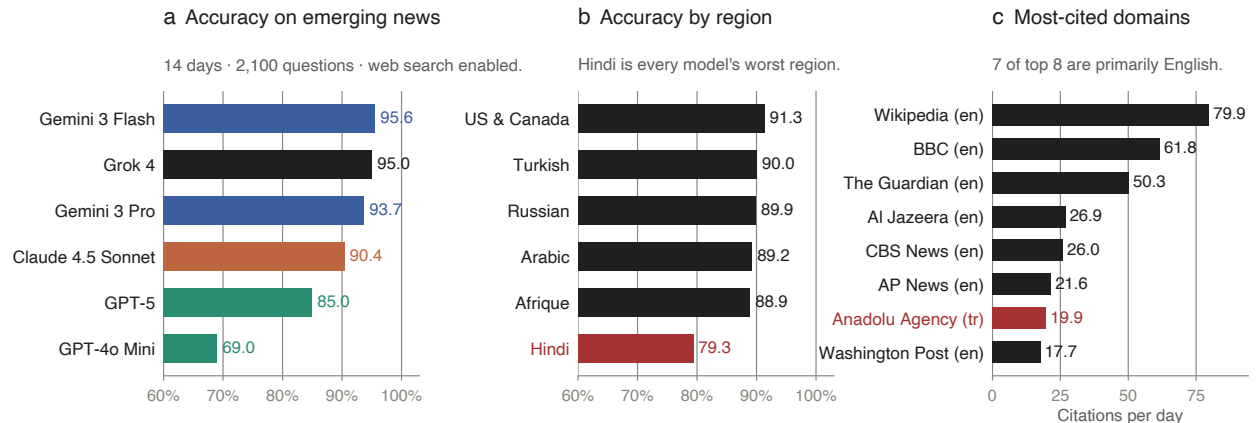 a Accuracy on emerging news
14 days · 2,100 questions · web search enabled.
Gemini 3 Flash 95.6
Grok 4 95.0
Gemini 3 Pro 93.7
Claude 4.5 Sonnet 90.4
GPT-5 85.0
GPT-4o Mini 69.0
60% 70% 80% 90% 100%
b Accuracy by region
Hindi is every model's worst region.
US & Canada 91.3
Turkish 90.0
Russian 89.9
Arabic 89.2
Afrique 88.9
Hindi 79.3
60% 70% 80% 90% 100%
c Most-cited domains
7 of top 8 are primarily English.
Wikipedia (en) 79.9
BBC (en) 61.8
The Guardian (en) 50.3
Al Jazeera (en) 26.9
CBS News (en) 26.0
AP News (en) 21.6
Anadolu Agency (tr) 19.9
Washington Post (en) 17.7
0 25 50 75
Citations per day